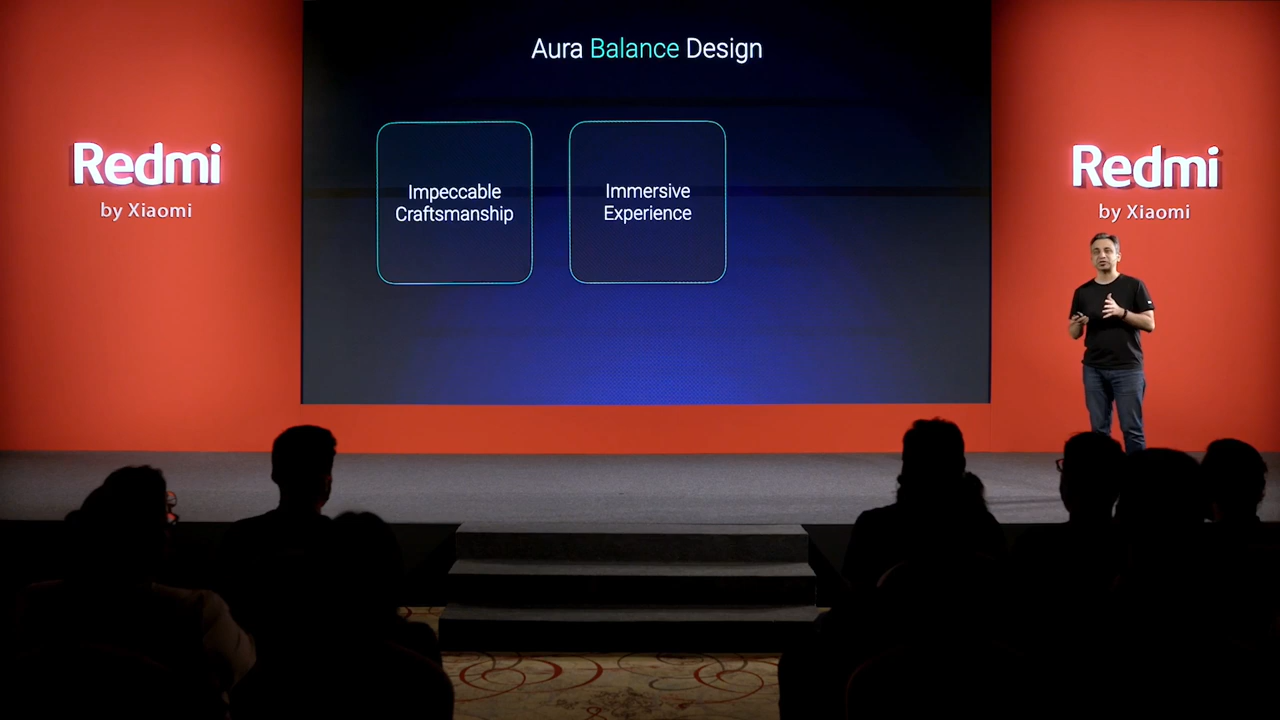 Aura Balance Design
Impeccable
Craftsmanship
Immersive
Experience
Redmi
by Xiaomi
Redmi
by Xiaomi